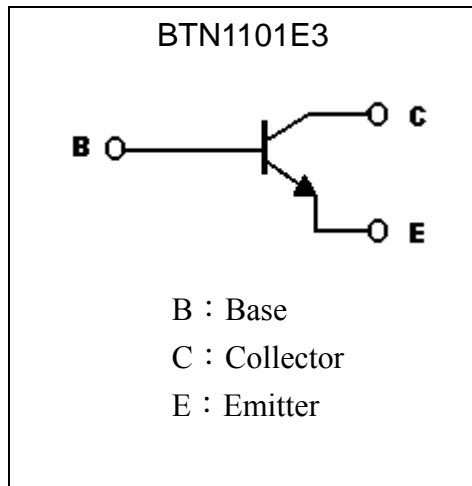 BTN1101E3
C
B
E
B：Base
C：Collector
E：Emitter